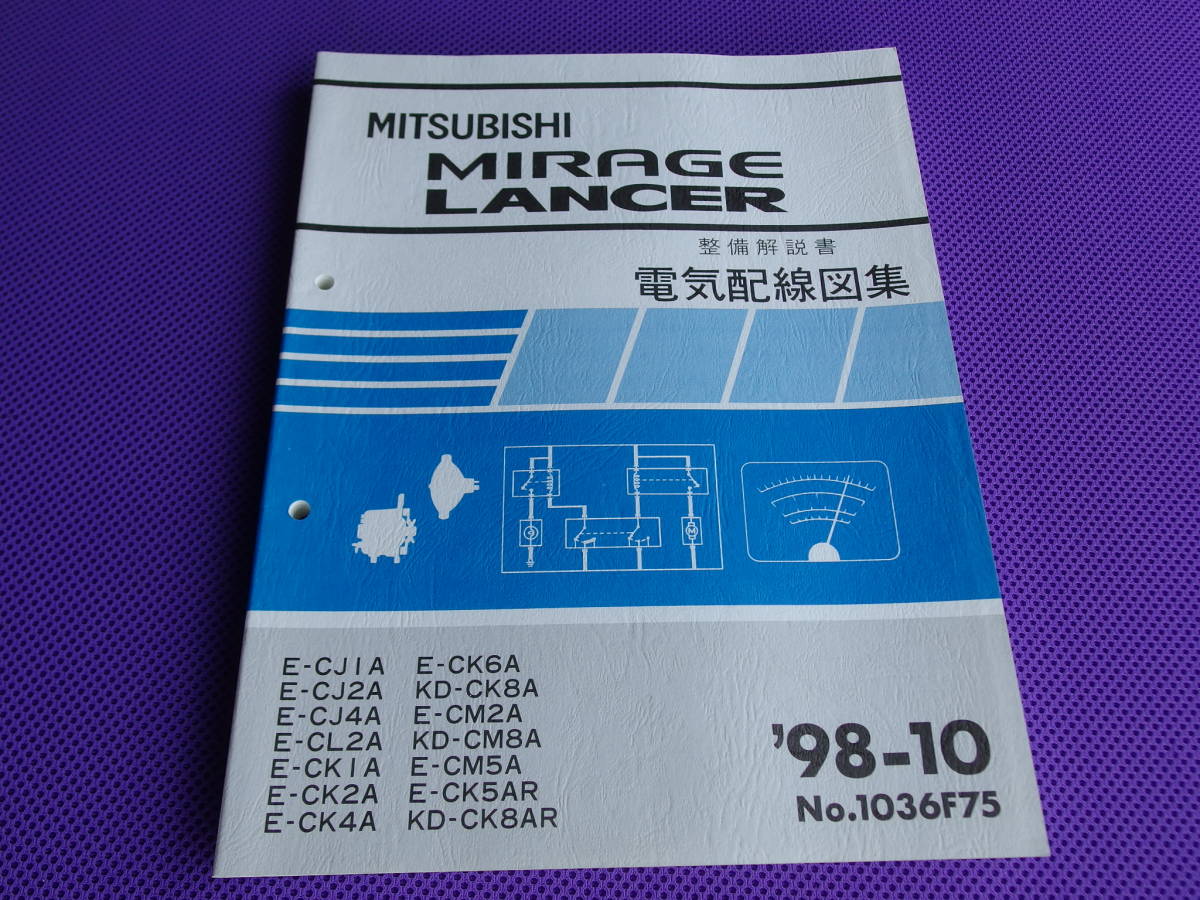 MITSUBISHI
MIRAGE
LANCER
整備解説書
電気配線図集
M
E-CJ1A E-CK6A
E-CJ2A KD-CK8A
E-CJ4A E-CM2A
E-CL2A KD-CM8A
E-CK1A E-CM5A
E-CK2A E-CK5AR
E-CK4A KD-CK8AR
'98-10
No.1036F75